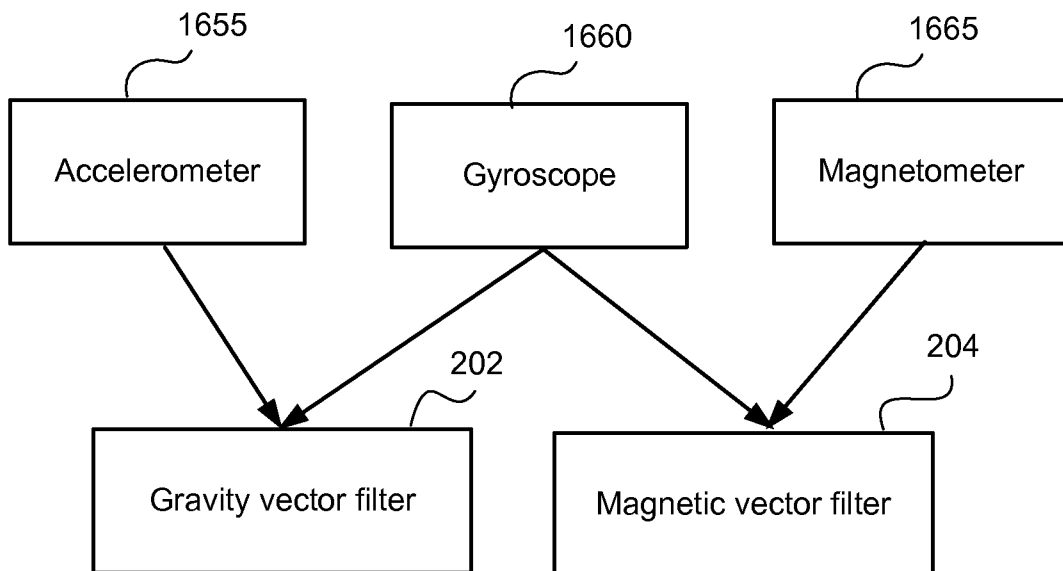 1655
1660
1665
Accelerometer
Gyroscope
Magnetometer
202
204
Gravity vector filter
Magnetic vector filter